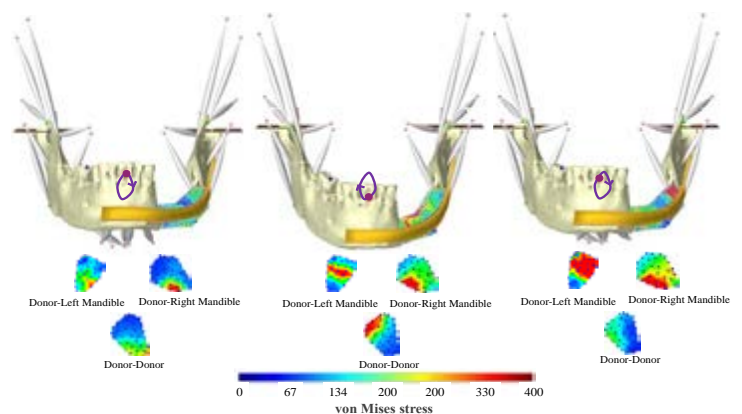 Donor-Left Mandible Donor-Right Mandible Donor-Left Mandible Donor-Right Mandible Donor-Left Mandible Donor-Right Mandible
Donor-Donor Donor-Donor Donor-Donor
0 67 134 200 200 330 400
von Mises stress